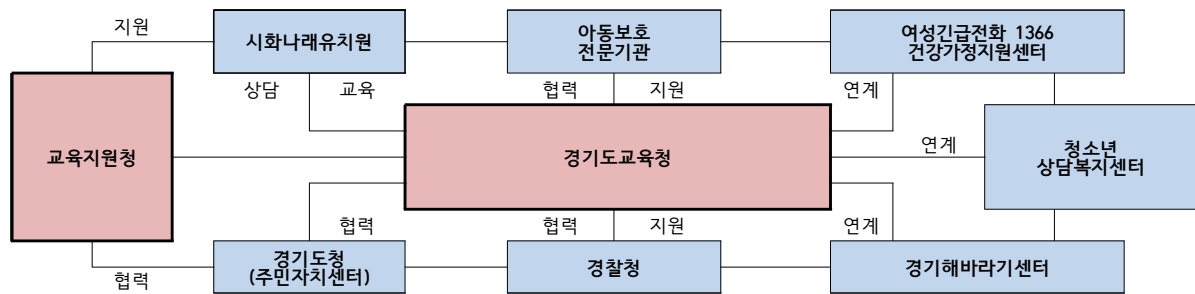 지원
시화나래유치원
아동보호
전문기관
여성긴급전화 1366
건강가정지원센터
상담
교육
협력
지원
연계
교육지원청
경기도교육청
연계
청소년
상담복지센터
협력
협력
지원
연계
협력
경기도청
(주민자치센터)
경찰청
경기해바라기센터